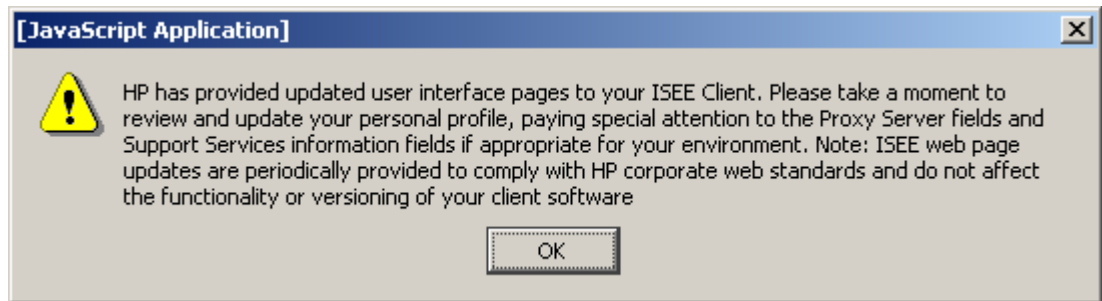 [JavaScript Application]
HP has provided updated user interface pages to your ISEE Client. Please take a moment to
review and update your personal profile, paying special attention to the Proxy Server fields and
Support Services information fields if appropriate for your environment. Note: ISEE web page
updates are periodically provided to comply with HP corporate web standards and do not affect
the functionality or versioning of your client software
OK